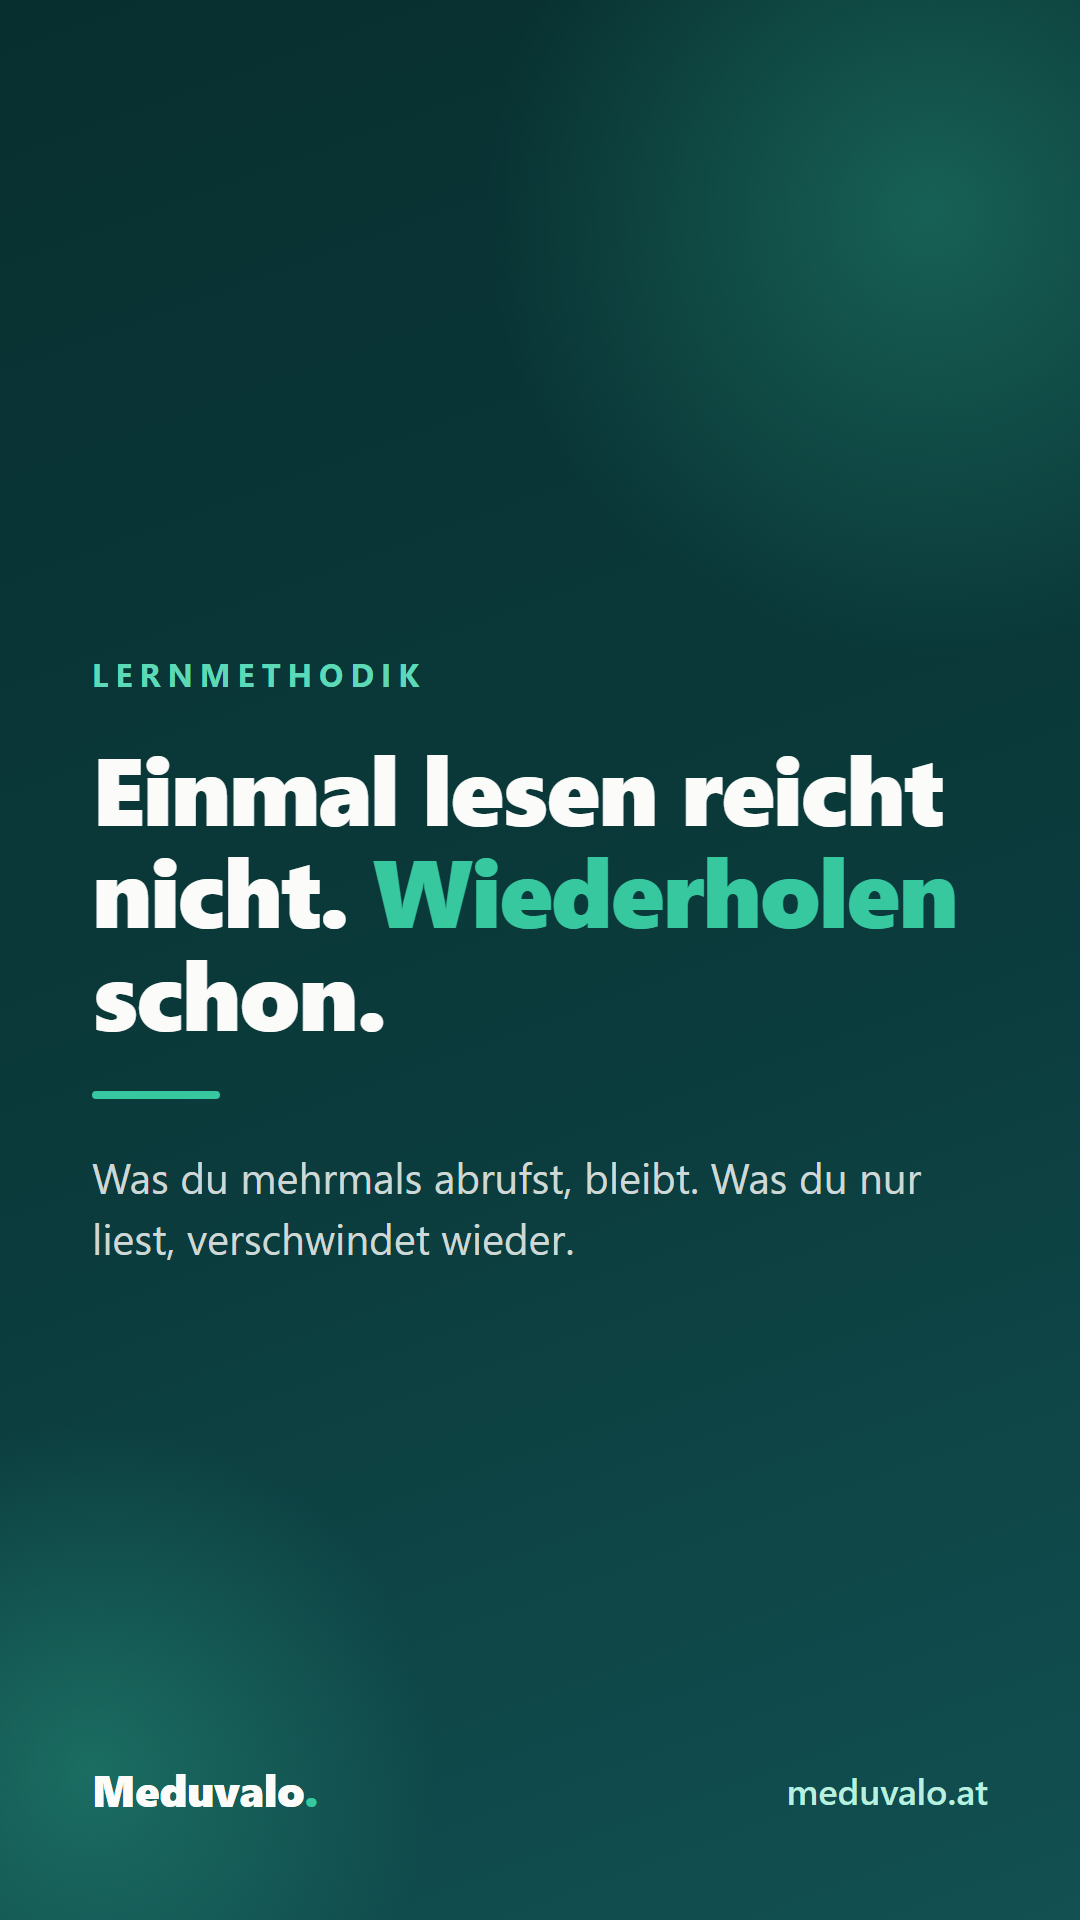 LERNMETHODIK
Einmal lesen reicht
nicht. Wiederholen
schon.
Was du mehrmals abrufst, bleibt. Was du nur
liest, verschwindet wieder.
Meduvalo.
meduvalo.at